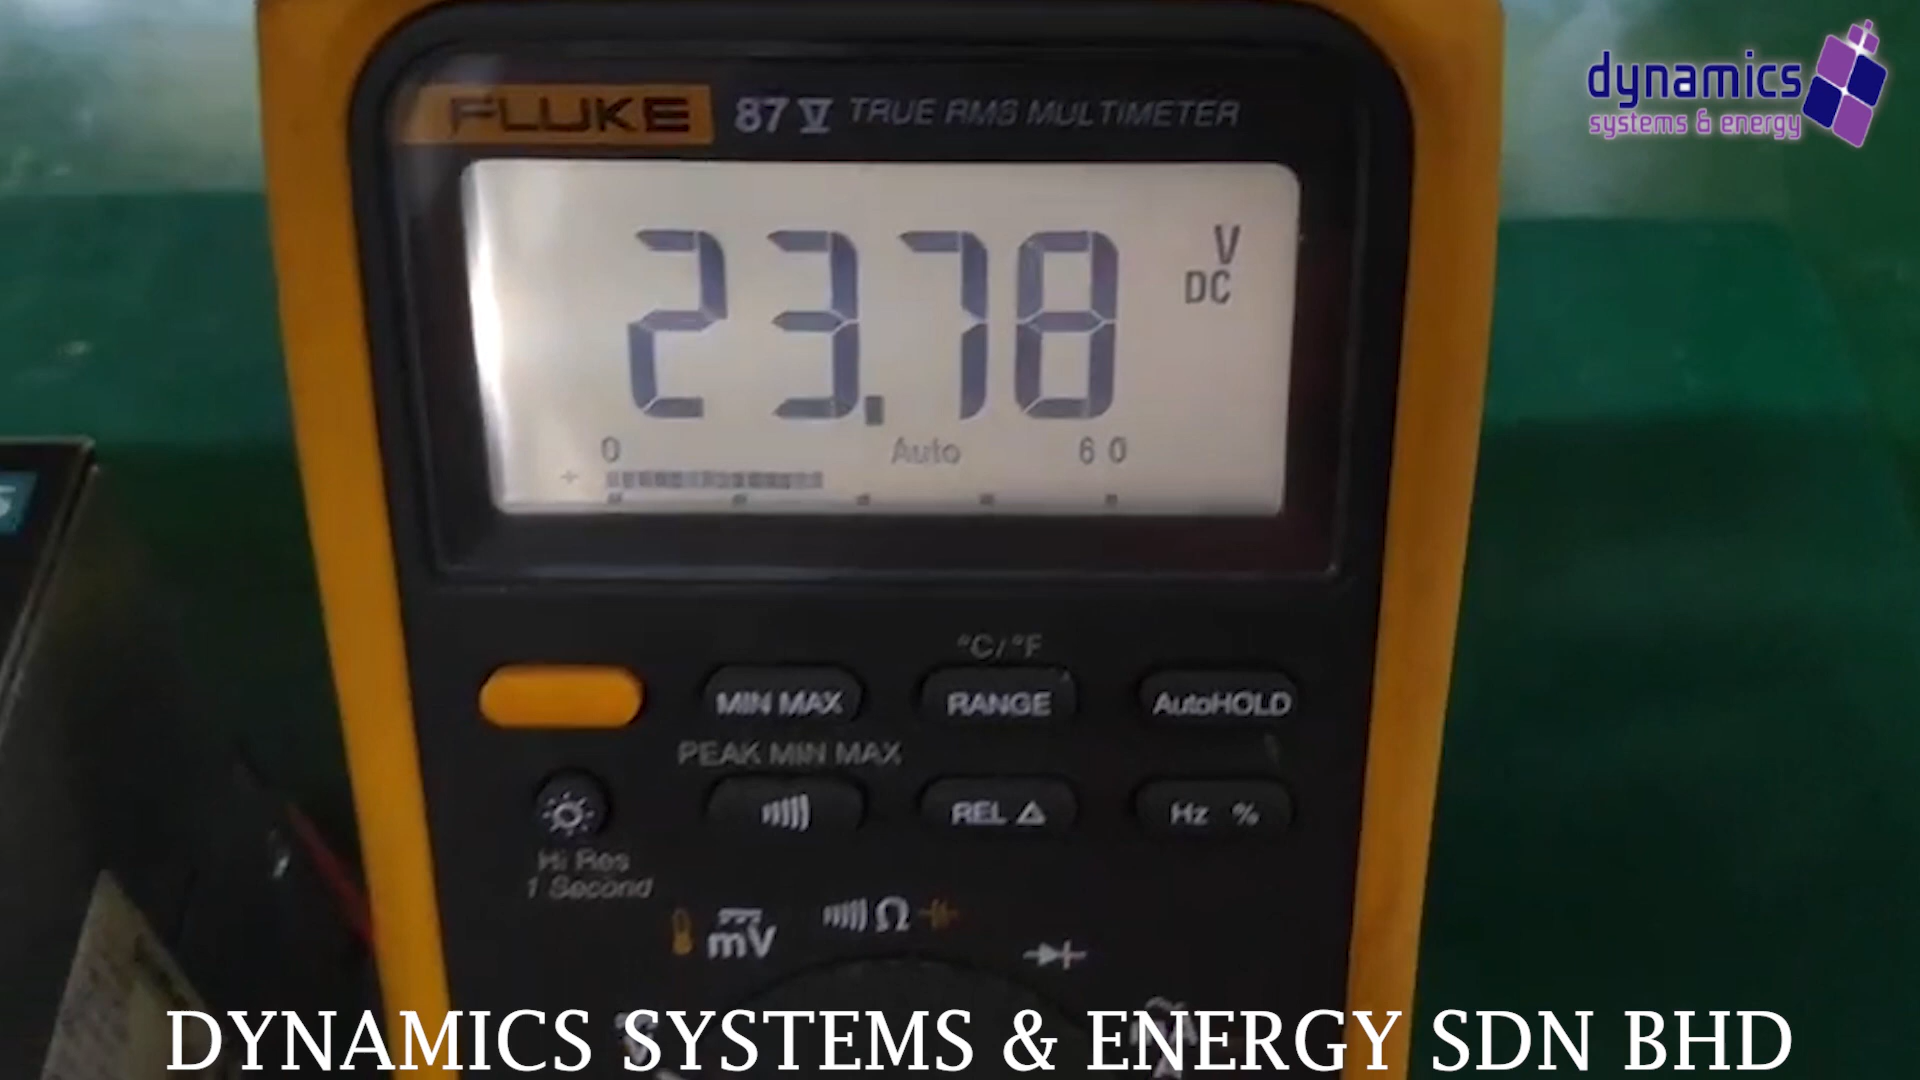 dynamics
systems & energy
FLUKE 87 V TRUE RMS MULTIMETER
23.78 V
DC
0 Auto 60
°C/°F
MIN MAX RANGE AutoHOLD
PEAK MIN MAX
REL Δ Hz %
Hi Res
1 Second
mV Ω
DYNAMICS SYSTEMS & ENERGY SDN BHD